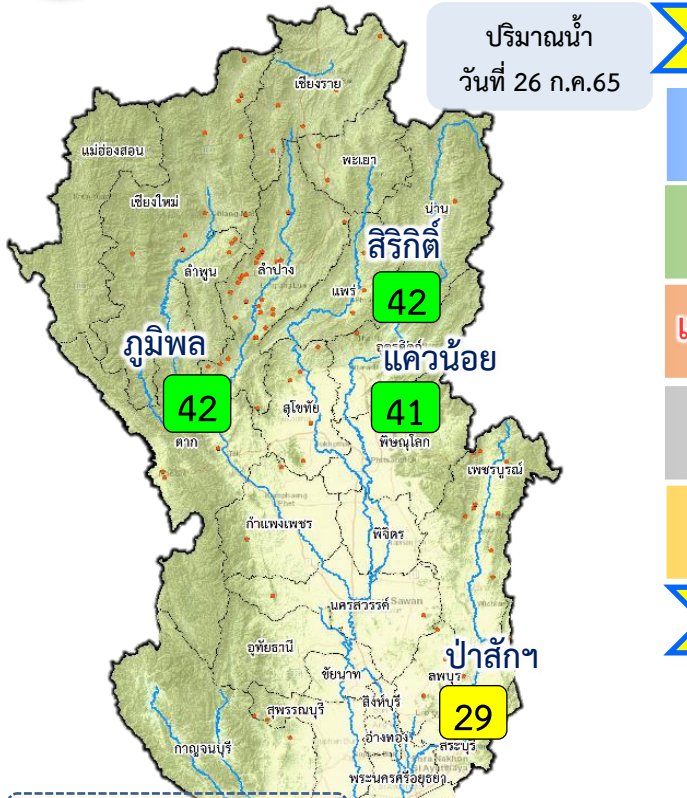 ปริมาณน้ำ
วันที่ 26 ก.ค.65
เชียงราย
แม่ฮ่องสอน
พะเยา
เชียงใหม่
น่าน
สิริกิติ์
ลำพูน
ลำปาง
แพร่
42
ภูมิพล
แควน้อย
42
สุโขทัย
41
ตาก
พิษณุโลก
เพชรบูรณ์
กำแพงเพชร
พิจิตร
นครสวรรค์
Sawan
อุทัยธานี
ป่าสักฯ
ชัยนาท
ลพบุรี
สิงห์บุรี
สุพรรณบุรี
29
อ่างทอง
สระบุรี
กาญจนบุรี
พระนครศรีอยุธยา